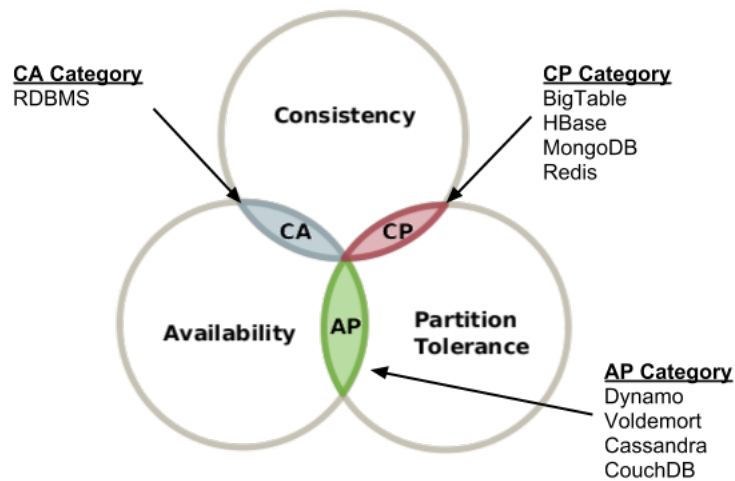 CA Category
RDBMS
CP Category
BigTable
HBase
MongoDB
Redis
Consistency
CA
CP
AP
Availability
Partition
Tolerance
AP Category
Dynamo
Voldemort
Cassandra
CouchDB